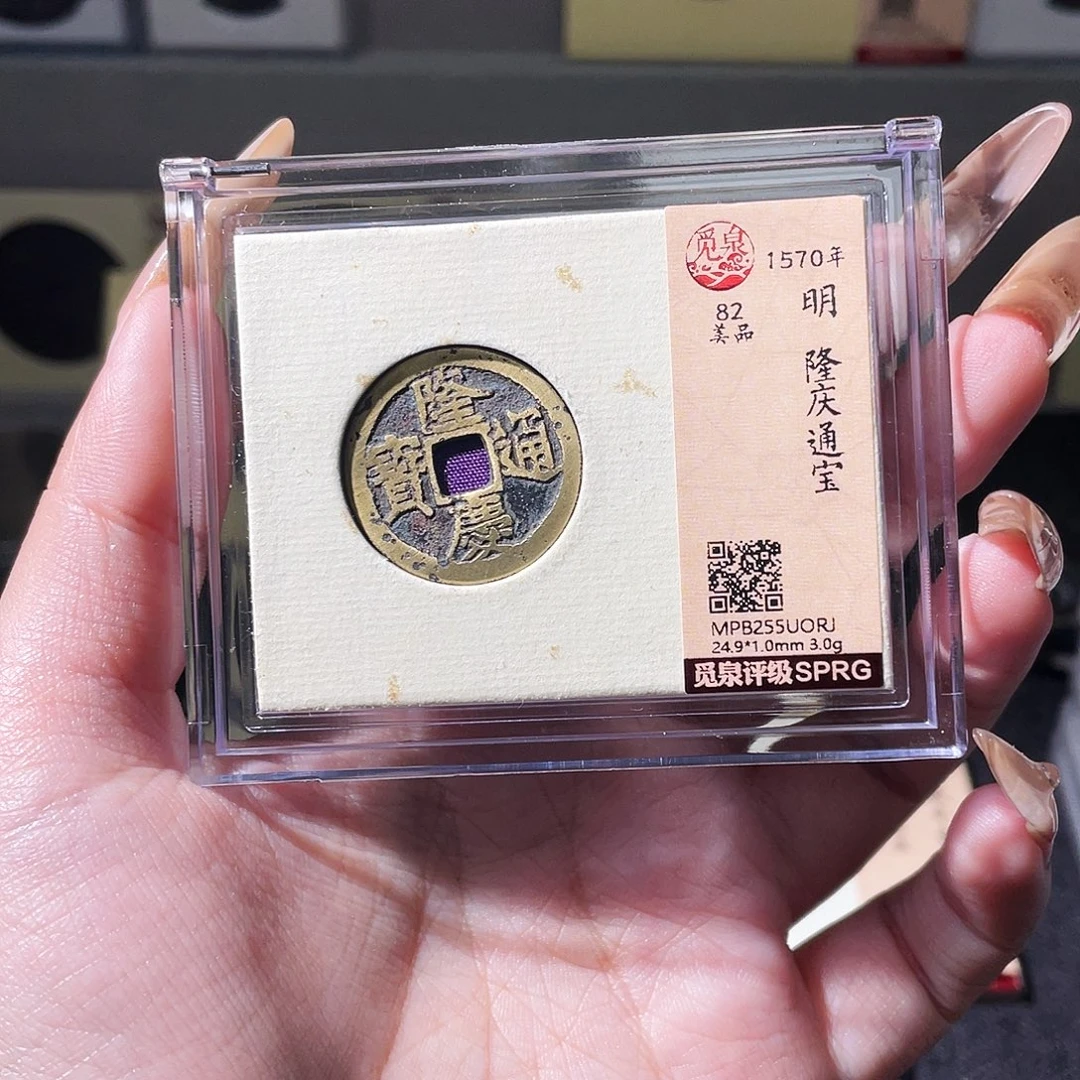 隆慶通寶
觅泉
1570年
82
美品
明 隆庆通宝
MPB255UORJ
24.9*1.0mm 3.0g
觅泉评级SPRG